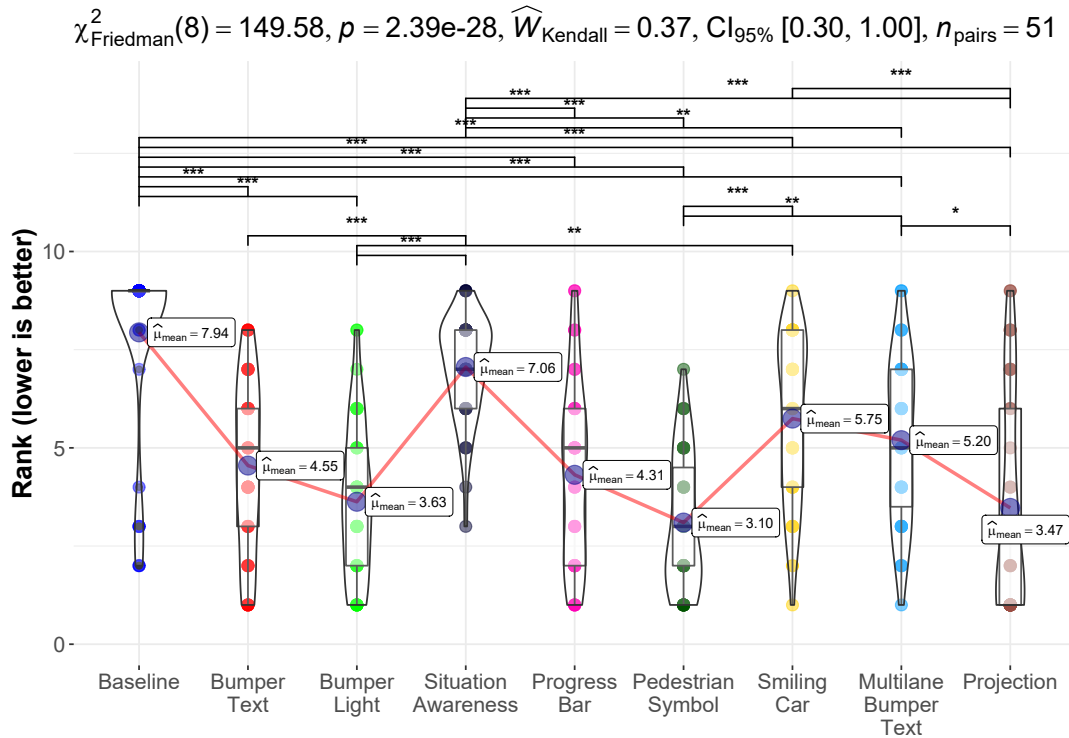 χ²Friedman(8) = 149.58, p = 2.39e-28, ŴKendall = 0.37, CI95% [0.30, 1.00], npairs = 51
***
*** ***
*** **
*** ***
***
*** ***
*** ***
*** **
*** **
*
***
Rank (lower is better)
10
5
0
μ̂mean = 7.94
μ̂mean = 4.55
μ̂mean = 3.63
μ̂mean = 7.06
μ̂mean = 4.31
μ̂mean = 3.10
μ̂mean = 5.75
μ̂mean = 5.20
μ̂mean = 3.47
Baseline
Bumper
Text
Bumper
Light
Situation
Awareness
Progress
Bar
Pedestrian
Symbol
Smiling
Car
Multilane
Bumper
Text
Projection